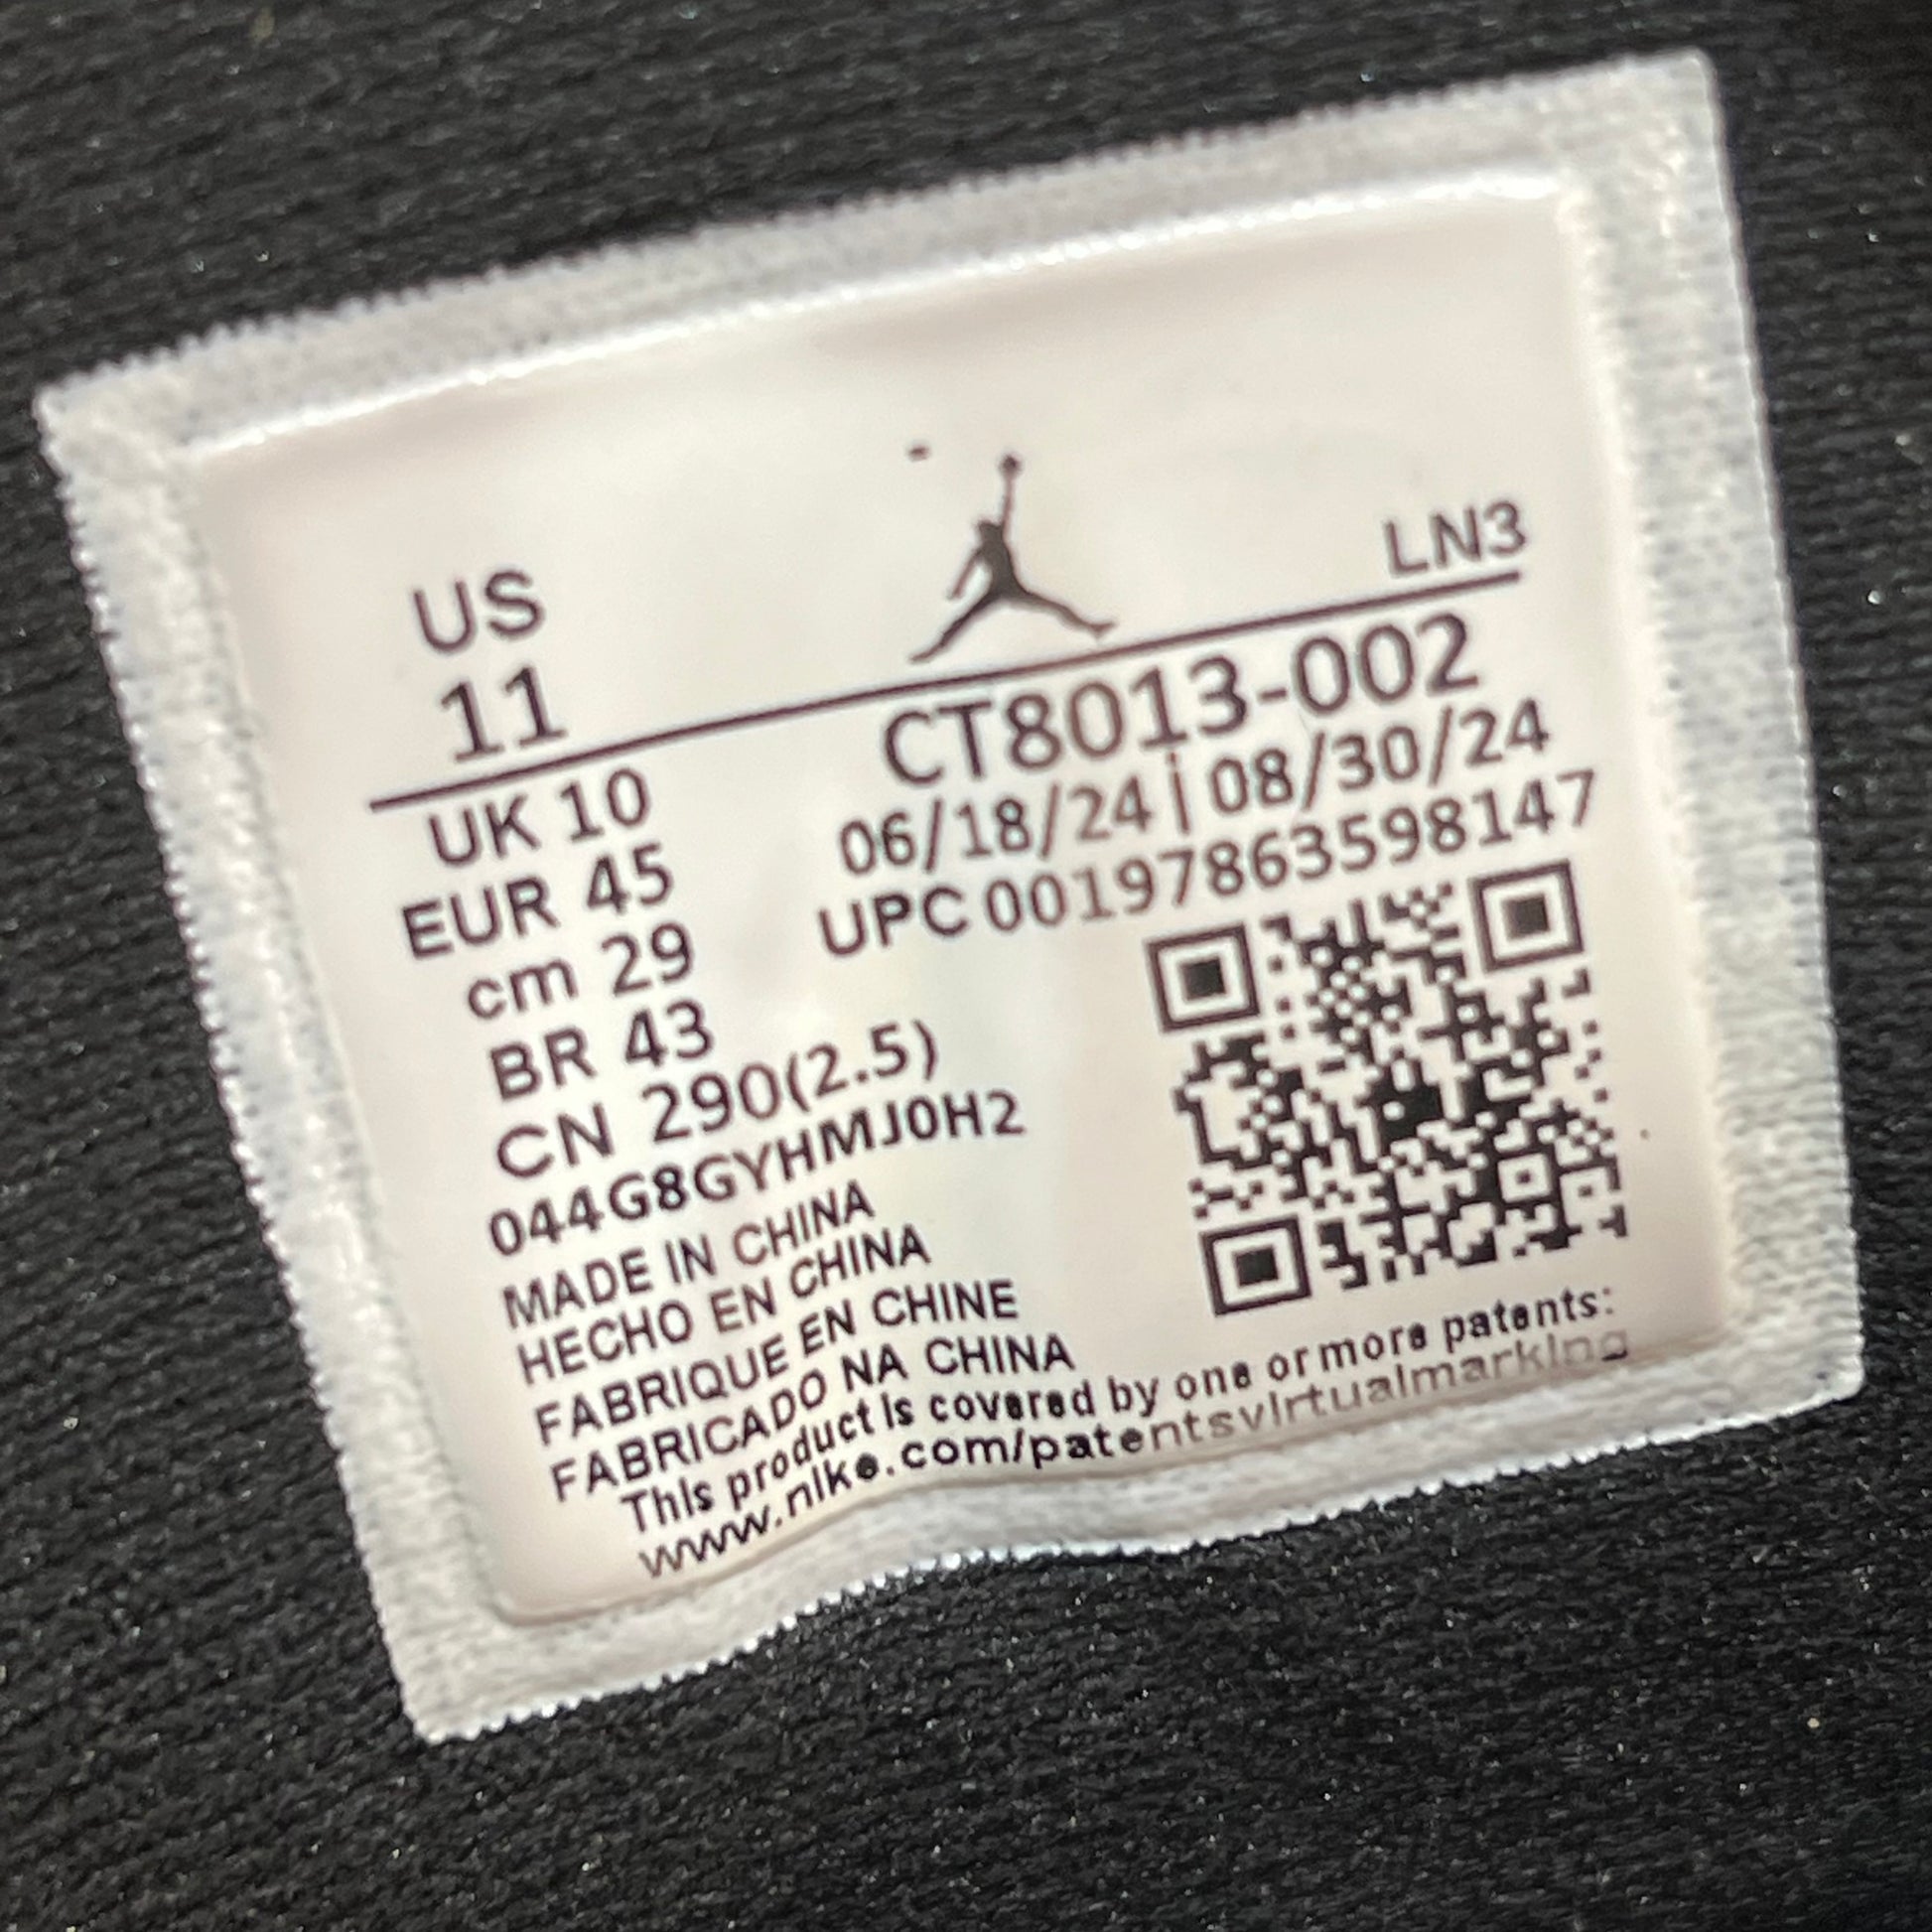 US
11
LN3
CT8013-002
06/18/24 | 08/30/24
UPC 00197863598147
UK 10
EUR 45
cm 29
BR 43
CN 290(2.5)
044G8GYHMJ0H2
MADE IN CHINA
HECHO EN CHINA
FABRIQUE EN CHINE
FABRICADO NA CHINA
This product is covered by one or more patents:
www.nike.com/patentsvirtualmarking